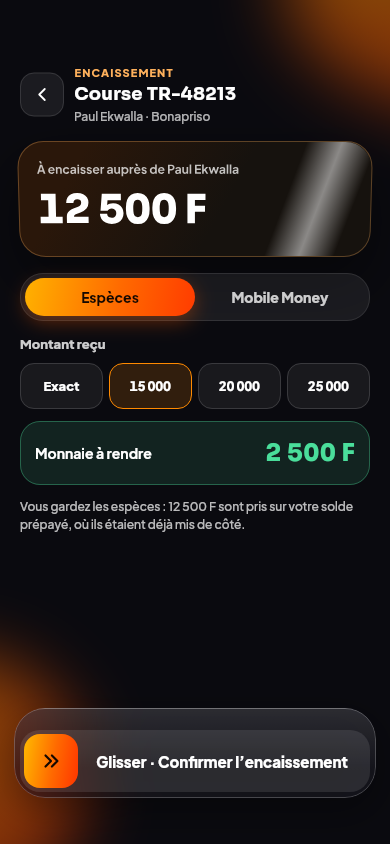 ENCAISSEMENT
Course TR-48213
Paul Ekwalla · Bonapriso
À encaisser auprès de Paul Ekwalla
12 500 F
Espèces
Mobile Money
Montant reçu
Exact
15 000
20 000
25 000
Monnaie à rendre
2 500 F
Vous gardez les espèces : 12 500 F sont pris sur votre solde
prépayé, où ils étaient déjà mis de côté.
Glisser · Confirmer l’encaissement